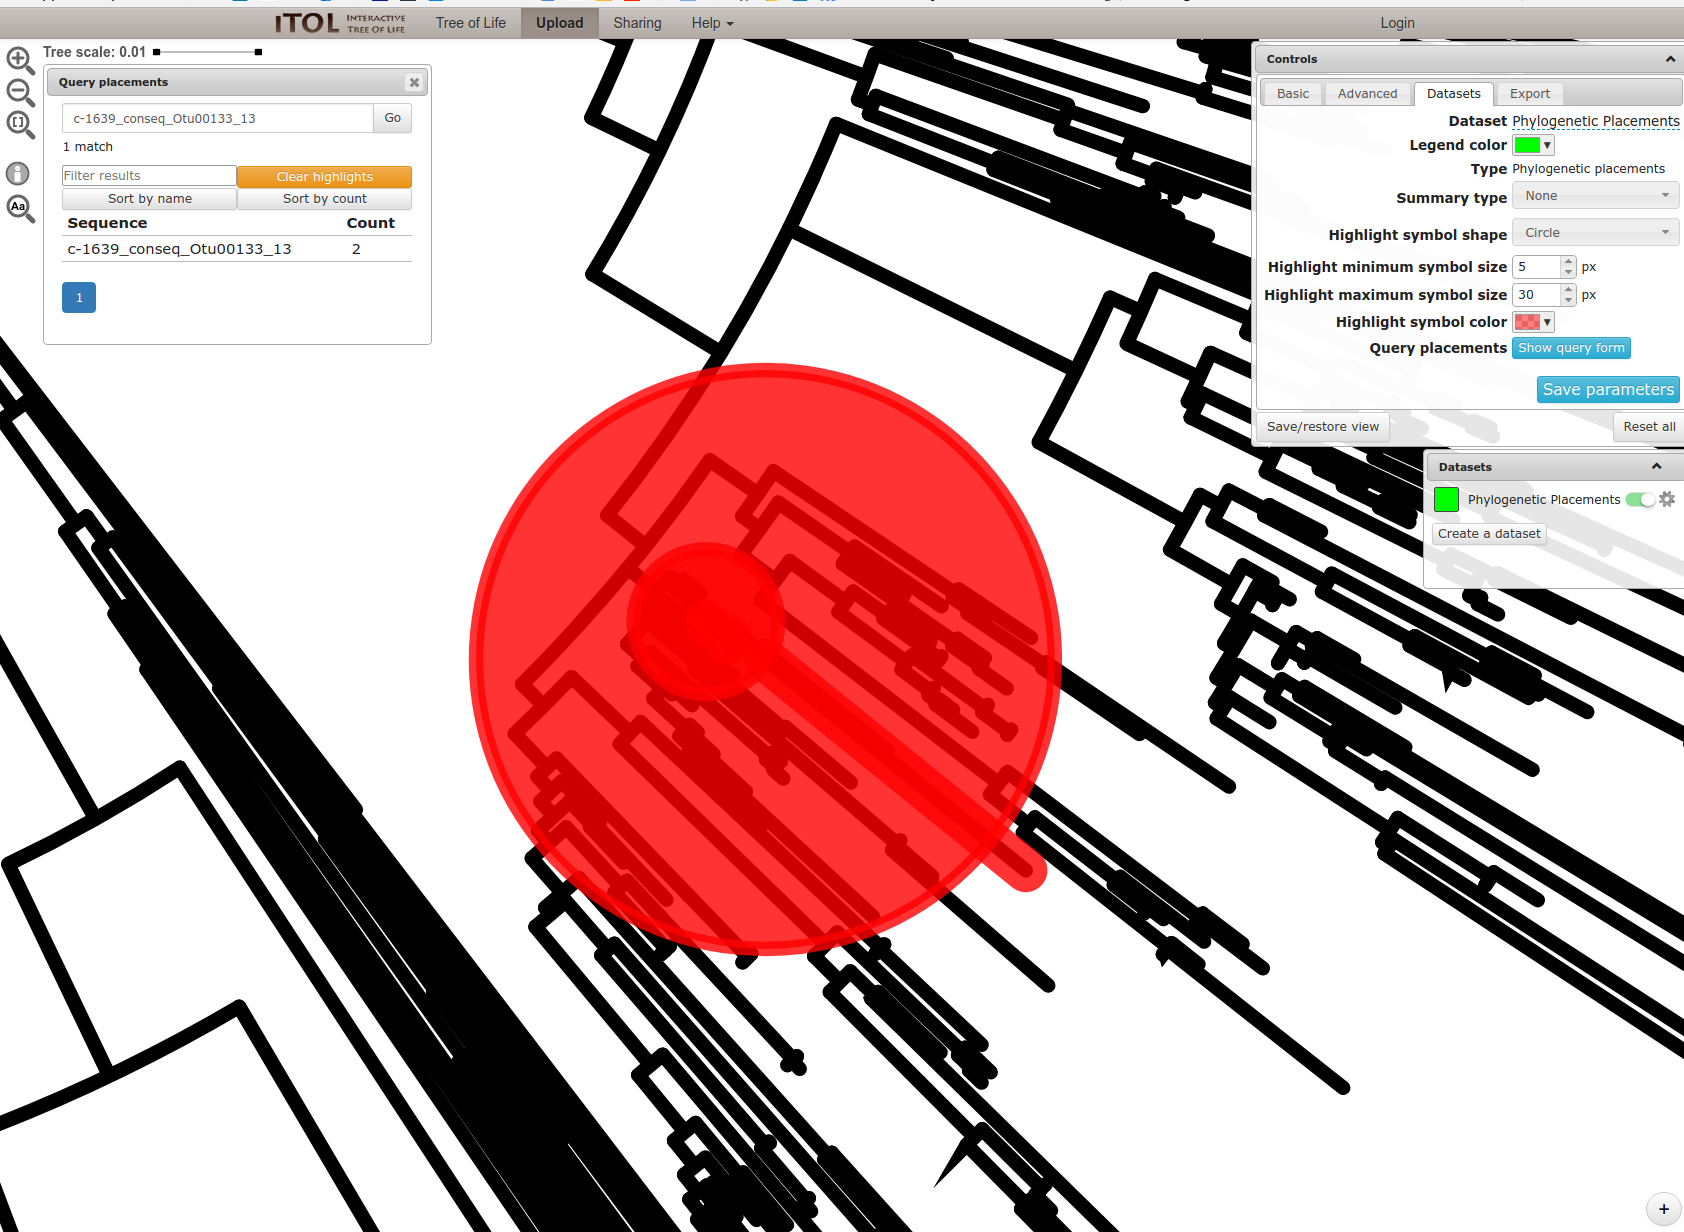 iTOL INTERACTIVE TREE OF LIFE
Tree of Life Upload Sharing Help Login
Tree scale: 0.01
Query placements
c-1639_conseq_Otu00133_13 Go
1 match
Filter results Clear highlights
Sort by name Sort by count
Sequence Count
c-1639_conseq_Otu00133_13 2
1
Aa
Controls
Basic Advanced Datasets Export
Dataset Phylogenetic Placements
Legend color
Type Phylogenetic placements
Summary type None
Highlight symbol shape Circle
Highlight minimum symbol size 5 px
Highlight maximum symbol size 30 px
Highlight symbol color
Query placements Show query form
Save parameters
Save/restore view Reset all
Datasets
Phylogenetic Placements
Create a dataset
+